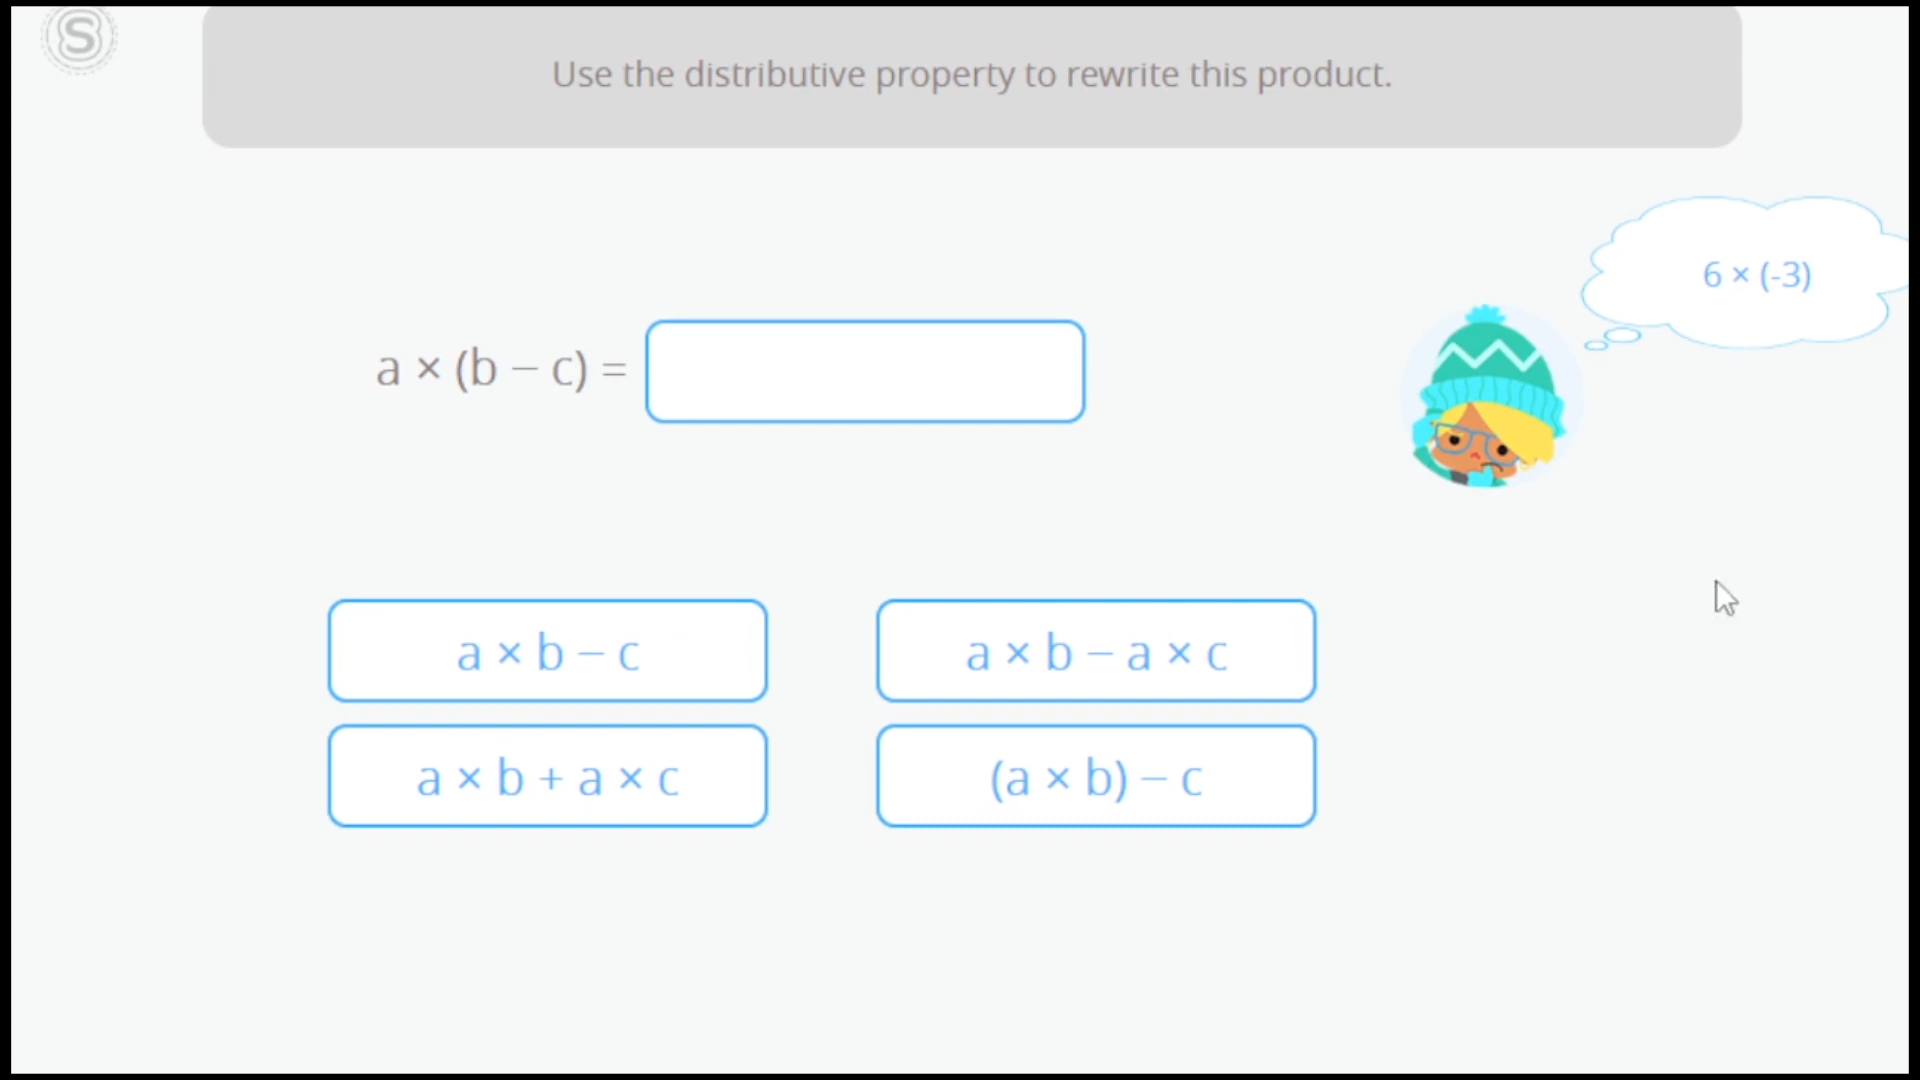 S
Use the distributive property to rewrite this product.
6 × (-3)
a × (b − c) =
a × b − c
a × b − a × c
a × b + a × c
(a × b) − c